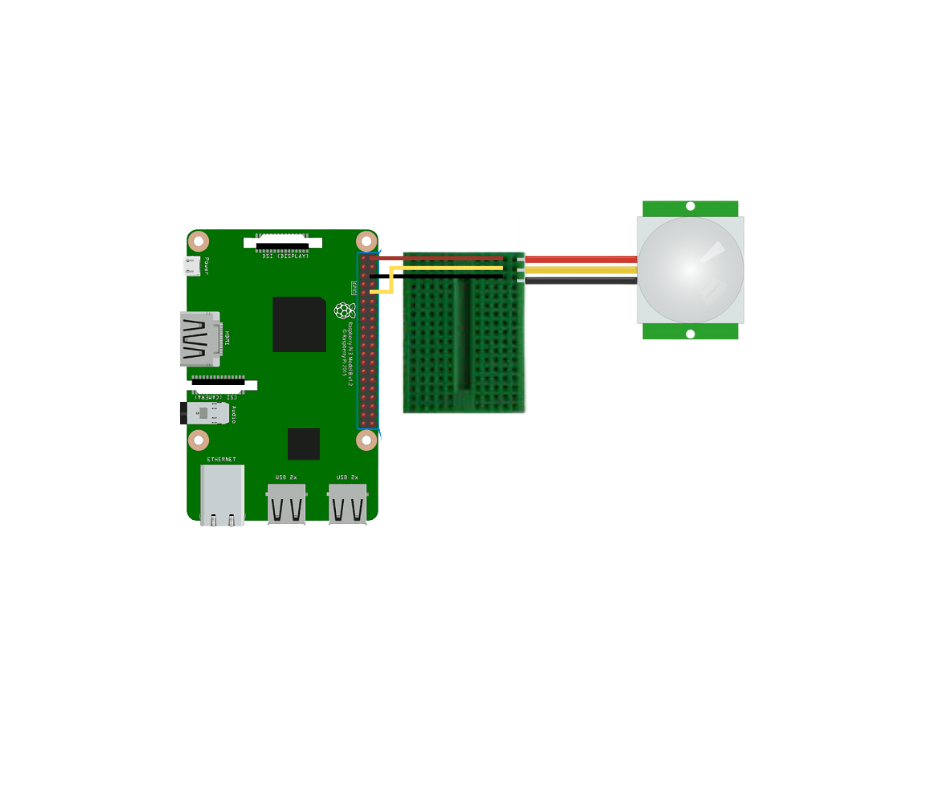 DSI (DISPLAY)
Power
HDMI
GPIO
Raspberry Pi 3 Model B v1.2
© Raspberry Pi 2015
CSI (CAMERA)
Audio
ETHERNET
USB 2x
USB 2x